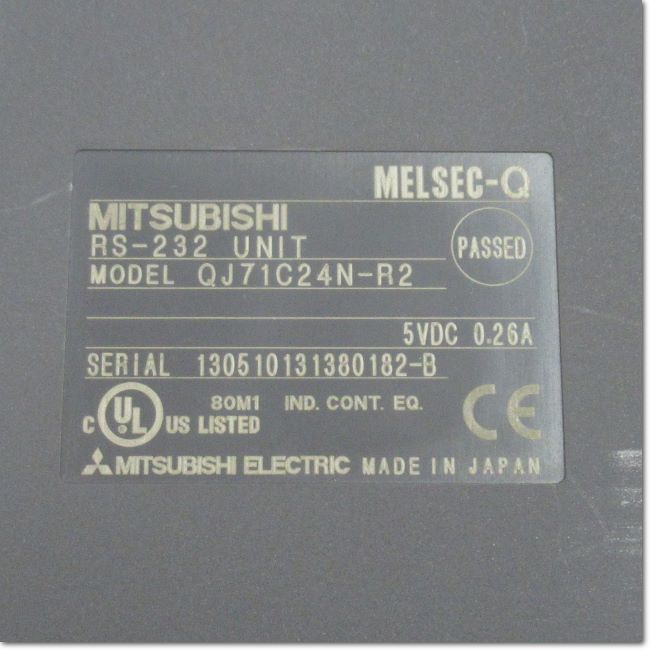 MELSEC-Q
MITSUBISHI
RS-232 UNIT
PASSED
MODEL QJ71C24N-R2
5VDC 0.26A
SERIAL 130510131380182-B
C UL US LISTED 80M1 IND. CONT. EQ. CE
MITSUBISHI ELECTRIC MADE IN JAPAN